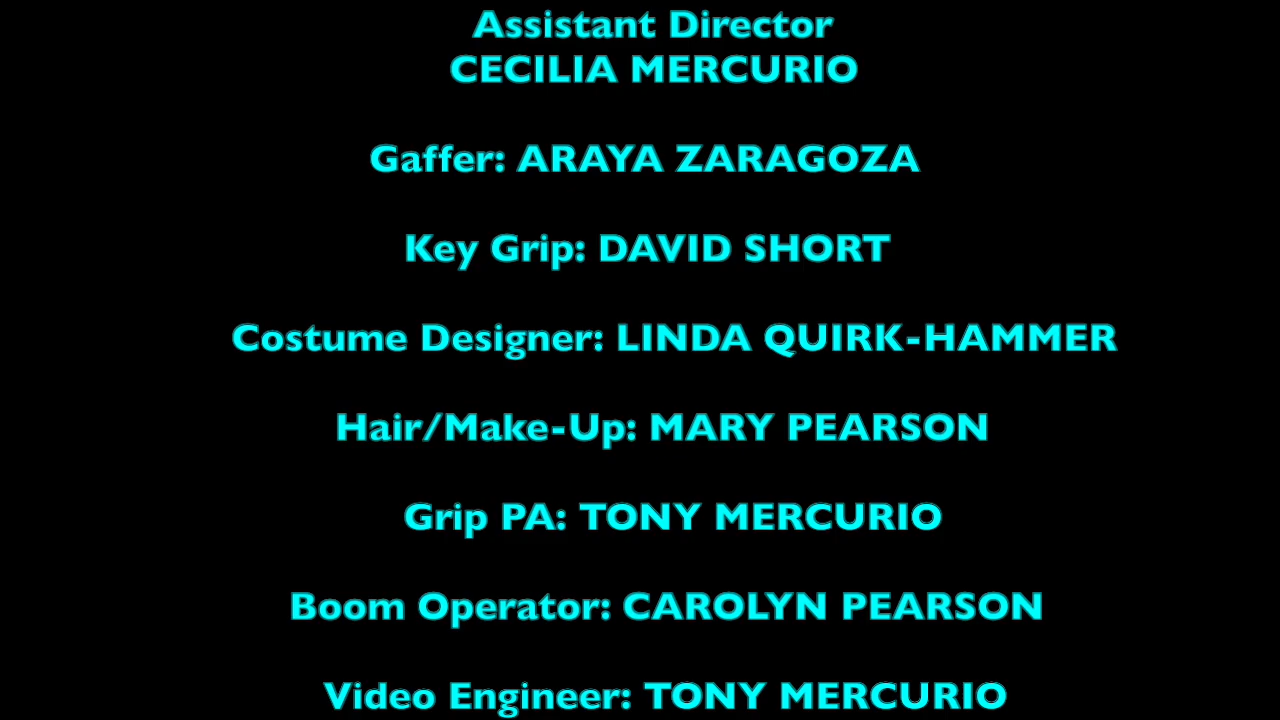 Assistant Director
CECILIA MERCURIO
Gaffer: ARAYA ZARAGOZA
Key Grip: DAVID SHORT
Costume Designer: LINDA QUIRK-HAMMER
Hair/Make-Up: MARY PEARSON
Grip PA: TONY MERCURIO
Boom Operator: CAROLYN PEARSON
Video Engineer: TONY MERCURIO